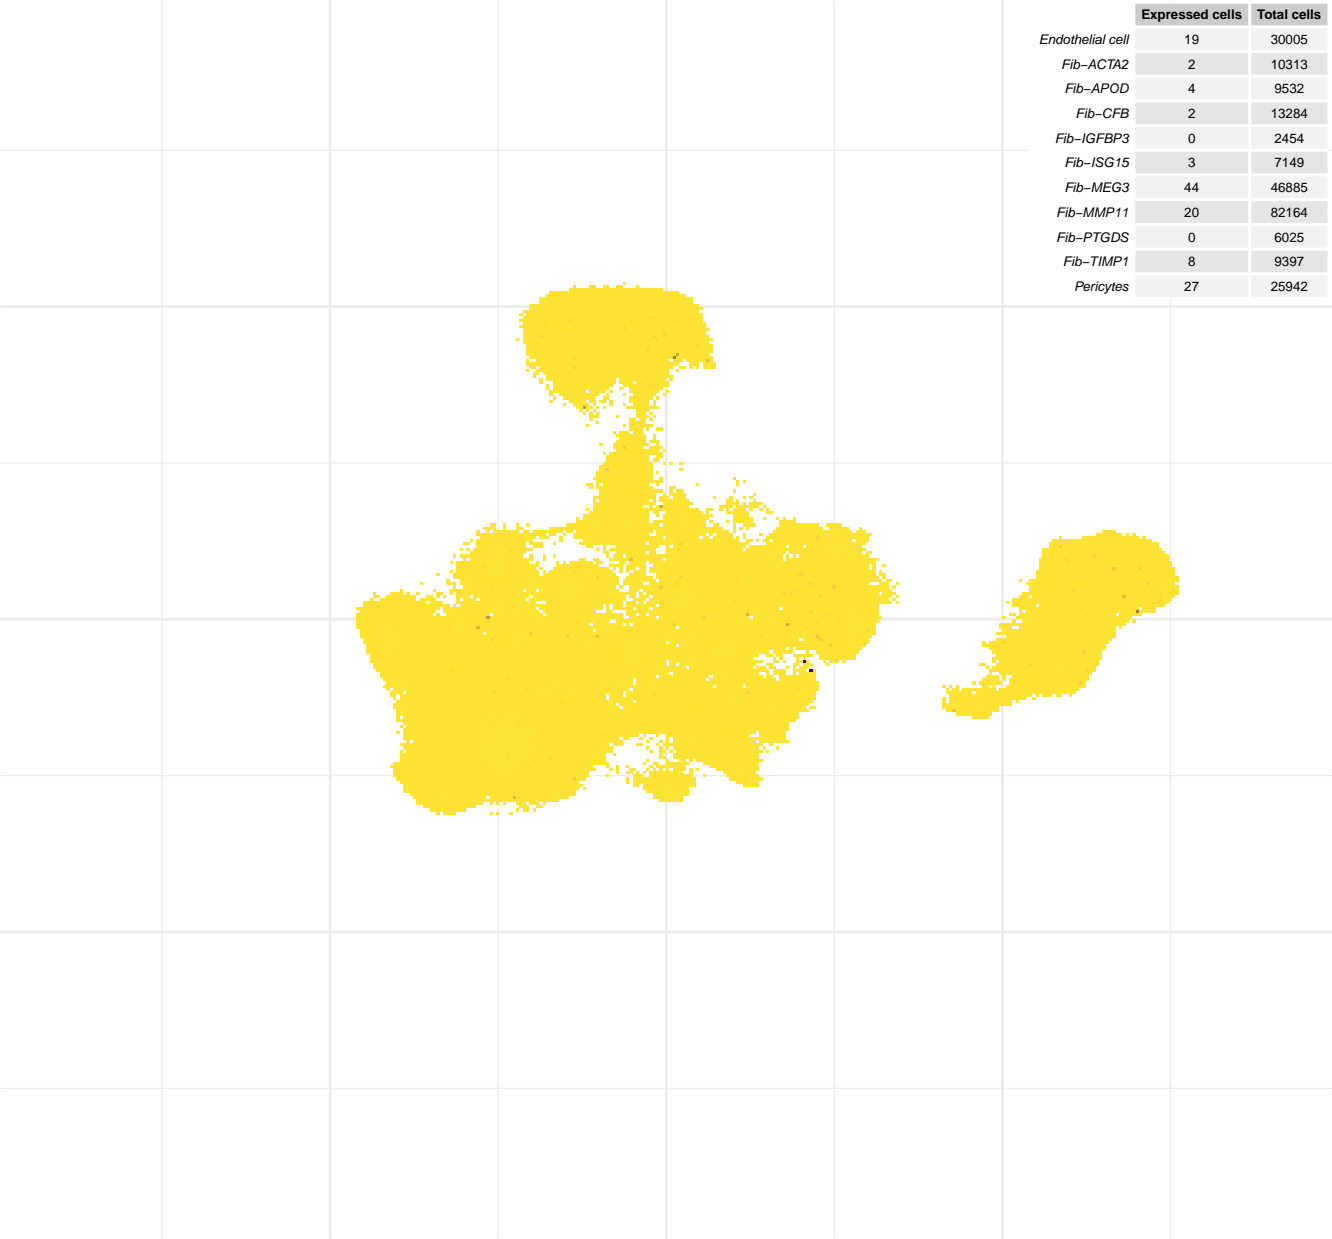 Expressed cells Total cells
Endothelial cell 19 30005
Fib−ACTA2 2 10313
Fib−APOD 4 9532
Fib−CFB 2 13284
Fib−IGFBP3 0 2454
Fib−ISG15 3 7149
Fib−MEG3 44 46885
Fib−MMP11 20 82164
Fib−PTGDS 0 6025
Fib−TIMP1 8 9397
Pericytes 27 25942